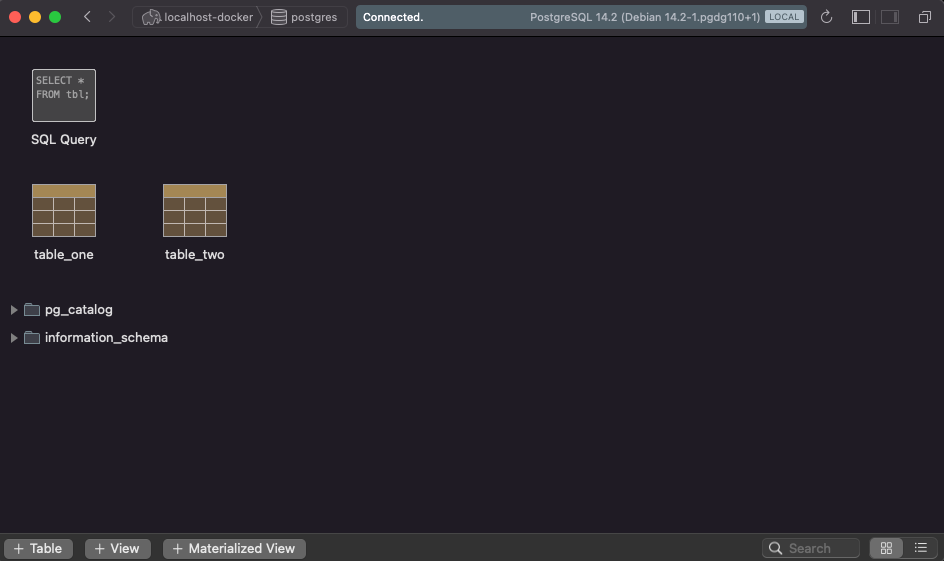 localhost-docker
postgres
Connected.
PostgreSQL 14.2 (Debian 14.2-1.pgdg110+1)
LOCAL
SELECT *
FROM tbl;
SQL Query
table_one
table_two
pg_catalog
information_schema
+ Table
+ View
+ Materialized View
Search